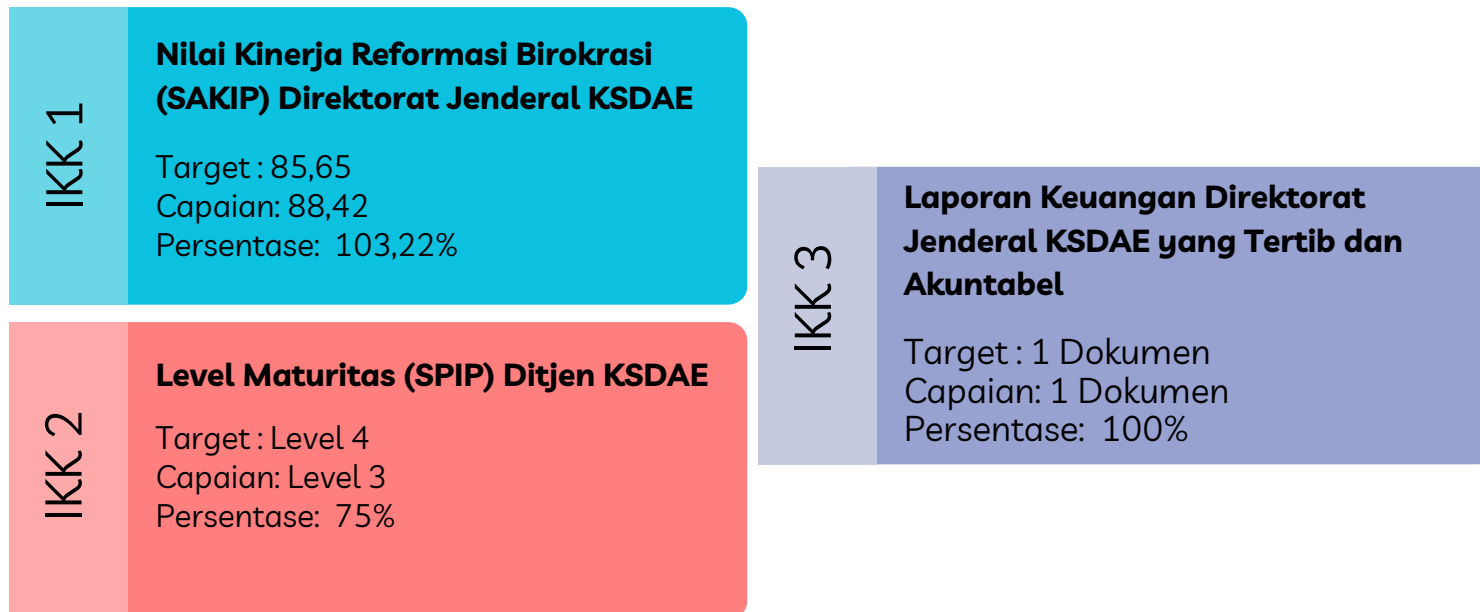 IKK 1
Nilai Kinerja Reformasi Birokrasi
(SAKIP) Direktorat Jenderal KSDAE
Target : 85,65
Capaian: 88,42
Persentase: 103,22%
IKK 2
Level Maturitas (SPIP) Ditjen KSDAE
Target : Level 4
Capaian: Level 3
Persentase: 75%
IKK 3
Laporan Keuangan Direktorat
Jenderal KSDAE yang Tertib dan
Akuntabel
Target : 1 Dokumen
Capaian: 1 Dokumen
Persentase: 100%